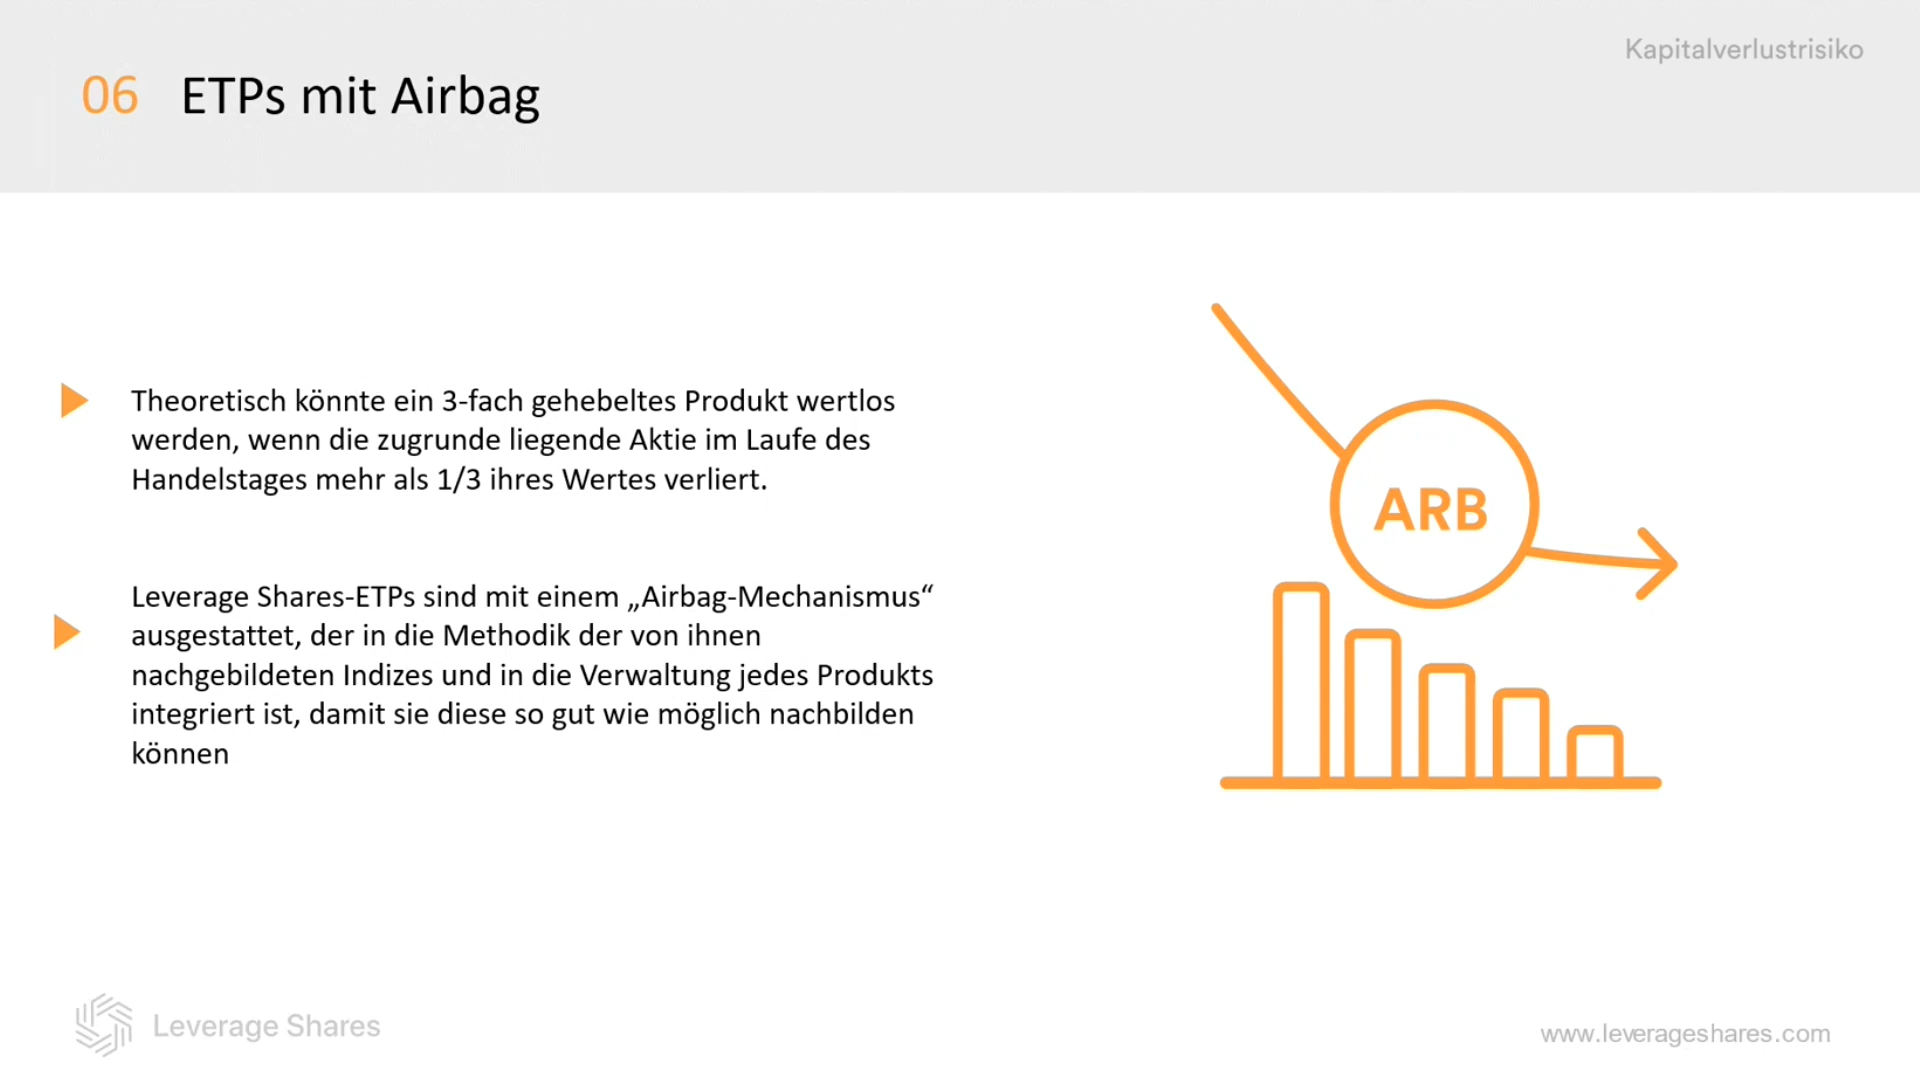 Kapitalverlustrisiko
06 ETPs mit Airbag
Theoretisch könnte ein 3-fach gehebeltes Produkt wertlos
werden, wenn die zugrunde liegende Aktie im Laufe des
Handelstages mehr als 1/3 ihres Wertes verliert.
Leverage Shares-ETPs sind mit einem „Airbag-Mechanismus“
ausgestattet, der in die Methodik der von ihnen
nachgebildeten Indizes und in die Verwaltung jedes Produkts
integriert ist, damit sie diese so gut wie möglich nachbilden
können
ARB
Leverage Shares
www.leverageshares.com